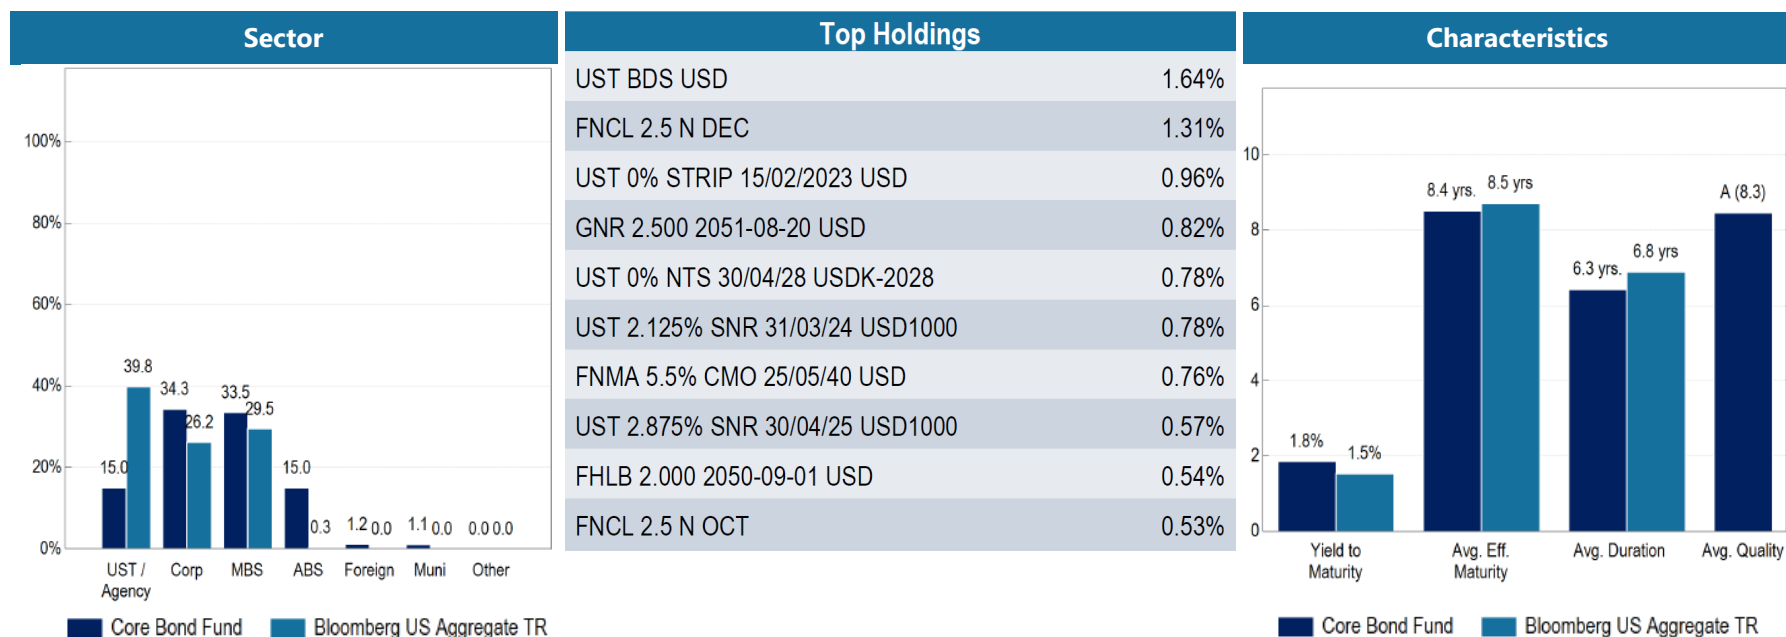 Sector
100%
80%
60%
40%
20%
0%
15.0
39.8
34.3
26.2
33.5
29.5
15.0
0.3
1.2
0.0
1.1
0.0
0.0
0.0
UST /
Agency
Corp
MBS
ABS
Foreign
Muni
Other
Core Bond Fund
Bloomberg US Aggregate TR
Top Holdings
UST BDS USD 1.64%
FNCL 2.5 N DEC 1.31%
UST 0% STRIP 15/02/2023 USD 0.96%
GNR 2.500 2051-08-20 USD 0.82%
UST 0% NTS 30/04/28 USDK-2028 0.78%
UST 2.125% SNR 31/03/24 USD1000 0.78%
FNMA 5.5% CMO 25/05/40 USD 0.76%
UST 2.875% SNR 30/04/25 USD1000 0.57%
FHLB 2.000 2050-09-01 USD 0.54%
FNCL 2.5 N OCT 0.53%
Characteristics
10
8
6
4
2
0
1.8%
1.5%
8.4 yrs.
8.5 yrs
6.3 yrs.
6.8 yrs
A (8.3)
Yield to
Maturity
Avg. Eff.
Maturity
Avg. Duration
Avg. Quality
Core Bond Fund
Bloomberg US Aggregate TR